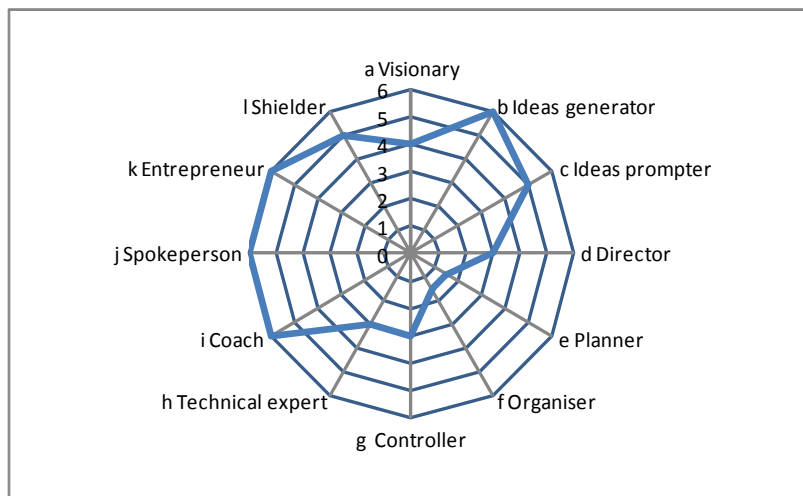 a Visionary
6
l Shielder
b Ideas generator
5
4
k Entrepreneur
c Ideas prompter
3
2
1
j Spokeperson
0
d Director
i Coach
e Planner
h Technical expert
f Organiser
g Controller